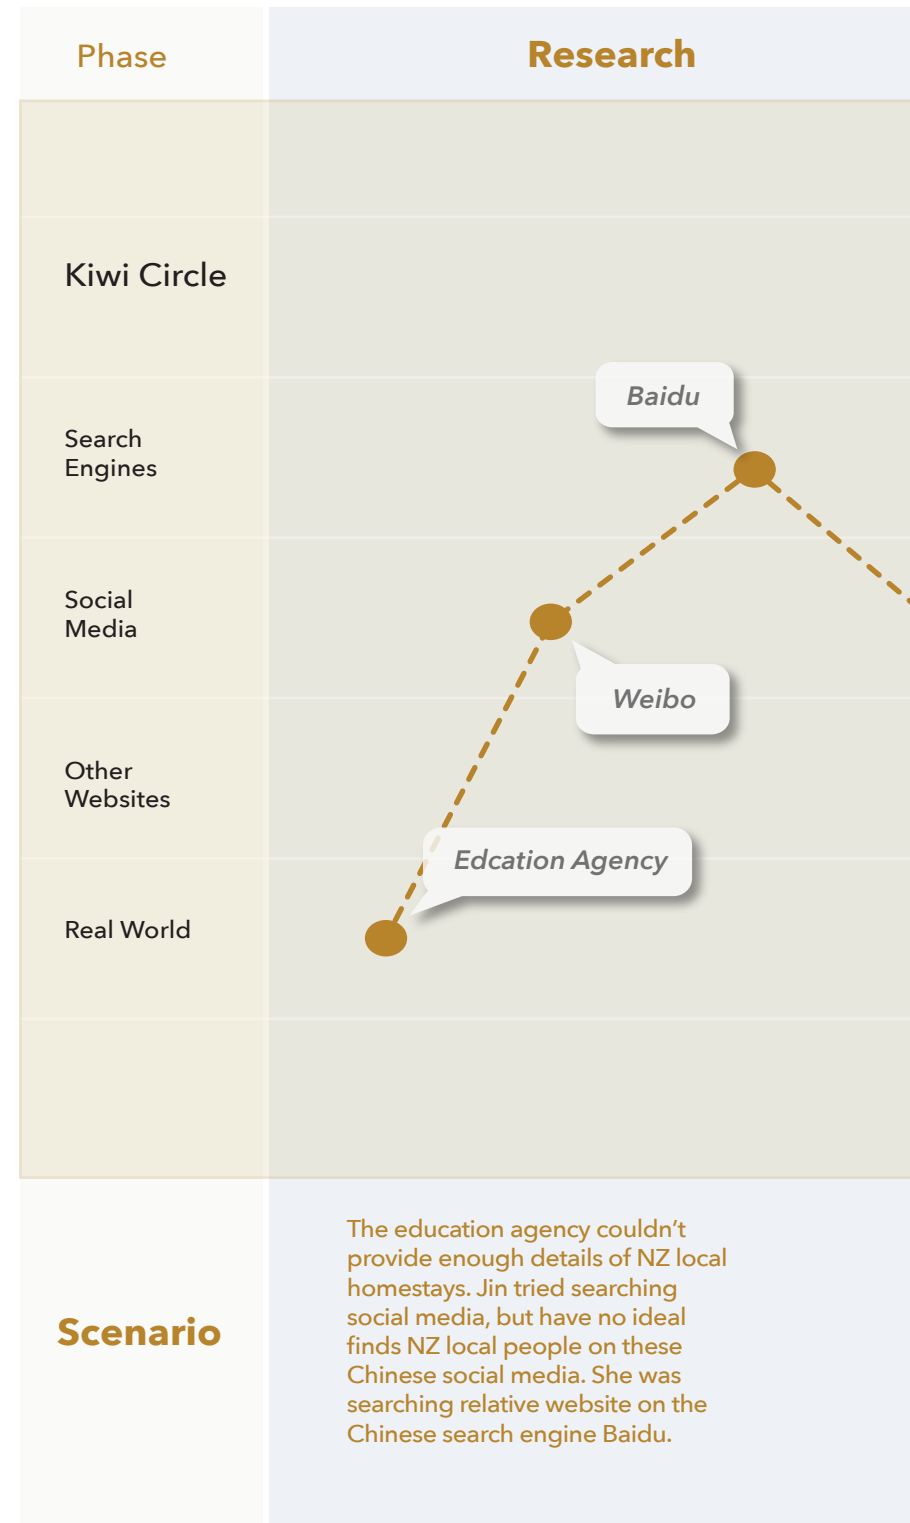 Phase
Research
Kiwi Circle
Baidu
Search
Engines
Social
Media
Weibo
Other
Websites
Edcation Agency
Real World
Scenario
The education agency couldn’t
provide enough details of NZ local
homestays. Jin tried searching
social media, but have no ideal
finds NZ local people on these
Chinese social media. She was
searching relative website on the
Chinese search engine Baidu.